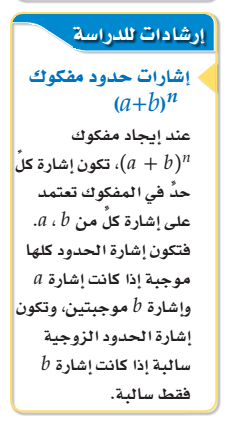 إرشادات للدراسة
إشارات حدود مفكوك
(a+b)ⁿ
عند إيجاد مفكوك
(a + b)ⁿ، تكون إشارة كلِّ
حدٍّ في المفكوك تعتمد
على إشارة كلٍّ من a ، b.
فتكون إشارة الحدود كلها
موجبة إذا كانت إشارة a
وإشارة b موجبتين، وتكون
إشارة الحدود الزوجية
سالبة إذا كانت إشارة b
فقط سالبة.